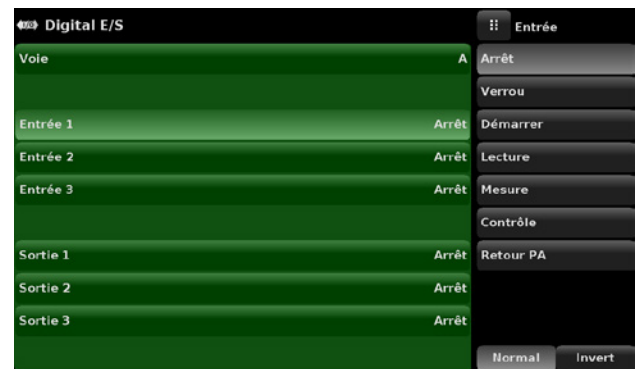 Digital E/S
Voie A
Entrée 1 Arrêt
Entrée 2 Arrêt
Entrée 3 Arrêt
Sortie 1 Arrêt
Sortie 2 Arrêt
Sortie 3 Arrêt
Entrée
Arrêt
Verrou
Démarrer
Lecture
Mesure
Contrôle
Retour PA
Normal Invert